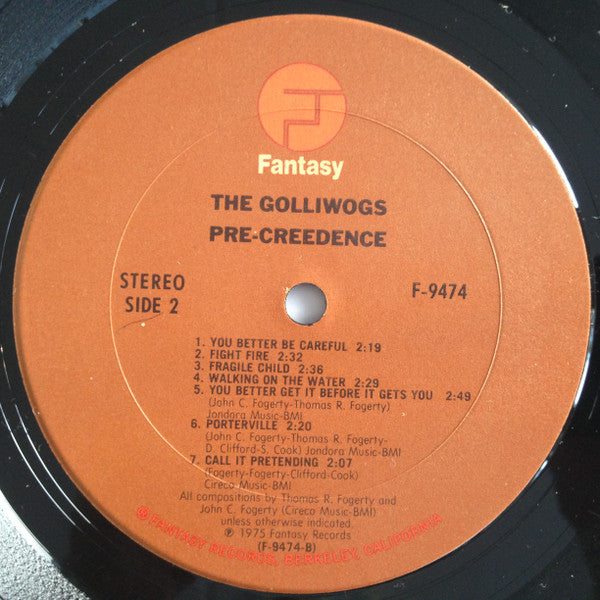 Fantasy
THE GOLLIWOGS
PRE-CREEDENCE
STEREO
SIDE 2
F-9474
1. YOU BETTER BE CAREFUL 2:19
2. FIGHT FIRE 2:32
3. FRAGILE CHILD 2:36
4. WALKING ON THE WATER 2:29
5. YOU BETTER GET IT BEFORE IT GETS YOU 2:49
(John C. Fogerty-Thomas R. Fogerty)
Jondora Music-BMI
6. PORTERVILLE 2:20
(John C. Fogerty-Thomas R. Fogerty-
D. Clifford-S. Cook) Jondora Music-BMI
7. CALL IT PRETENDING 2:07
(Fogerty-Fogerty-Clifford-Cook)
Cireco Music-BMI
All compositions by Thomas R. Fogerty and
John C. Fogerty (Cireco Music-BMI)
unless otherwise indicated
℗ 1975 Fantasy Records
(F-9474-B)
℗ FANTASY RECORDS, BERKELEY, CALIFORNIA